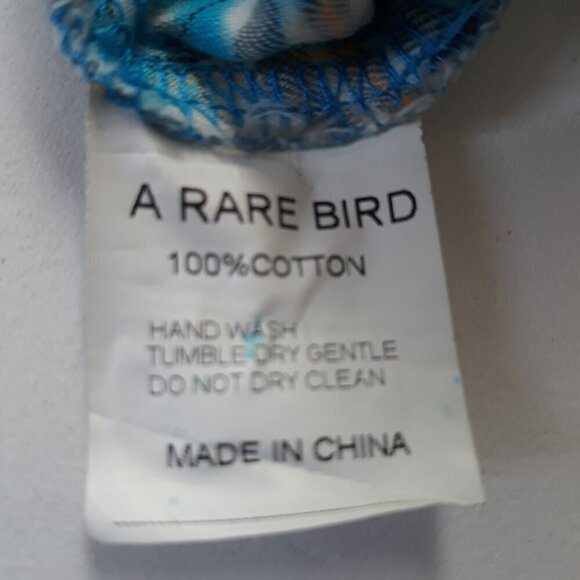 A RARE BIRD
100%COTTON
HAND WASH
TUMBLE DRY GENTLE
DO NOT DRY CLEAN
MADE IN CHINA